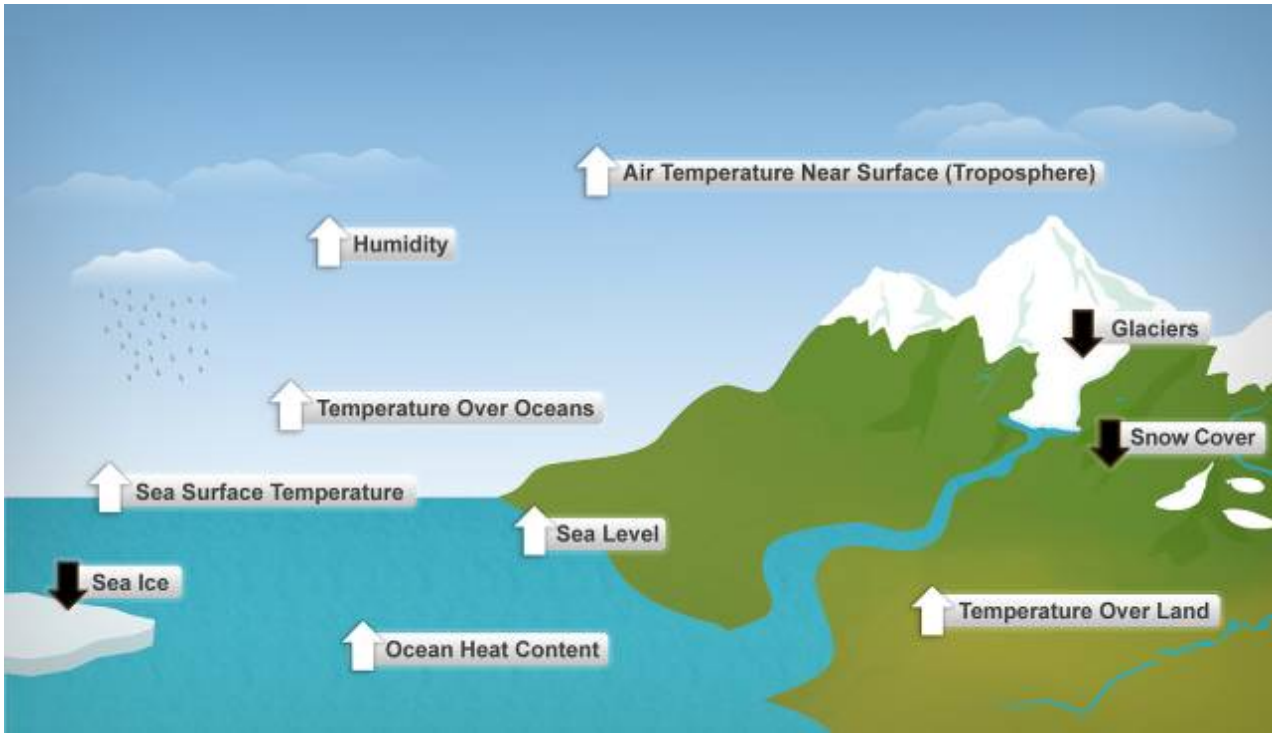 Air Temperature Near Surface (Troposphere)
Humidity
Glaciers
Temperature Over Oceans
Snow Cover
Sea Surface Temperature
Sea Level
Sea Ice
Temperature Over Land
Ocean Heat Content